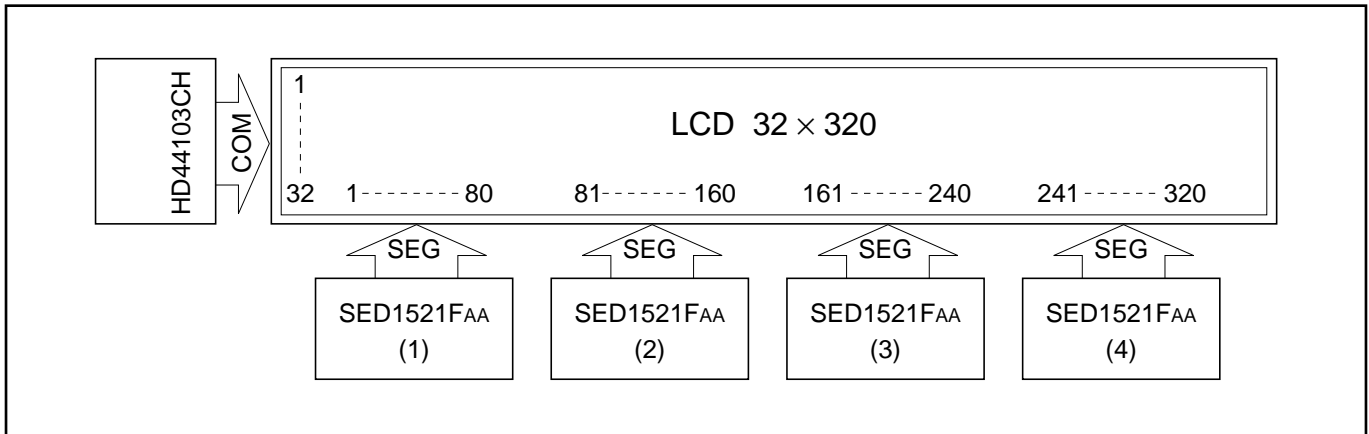 HD44103CH
COM
1
LCD 32 × 320
32 1 80 81 160 161 240 241 320
SEG SEG SEG SEG
SED1521FAA SED1521FAA SED1521FAA SED1521FAA
(1) (2) (3) (4)